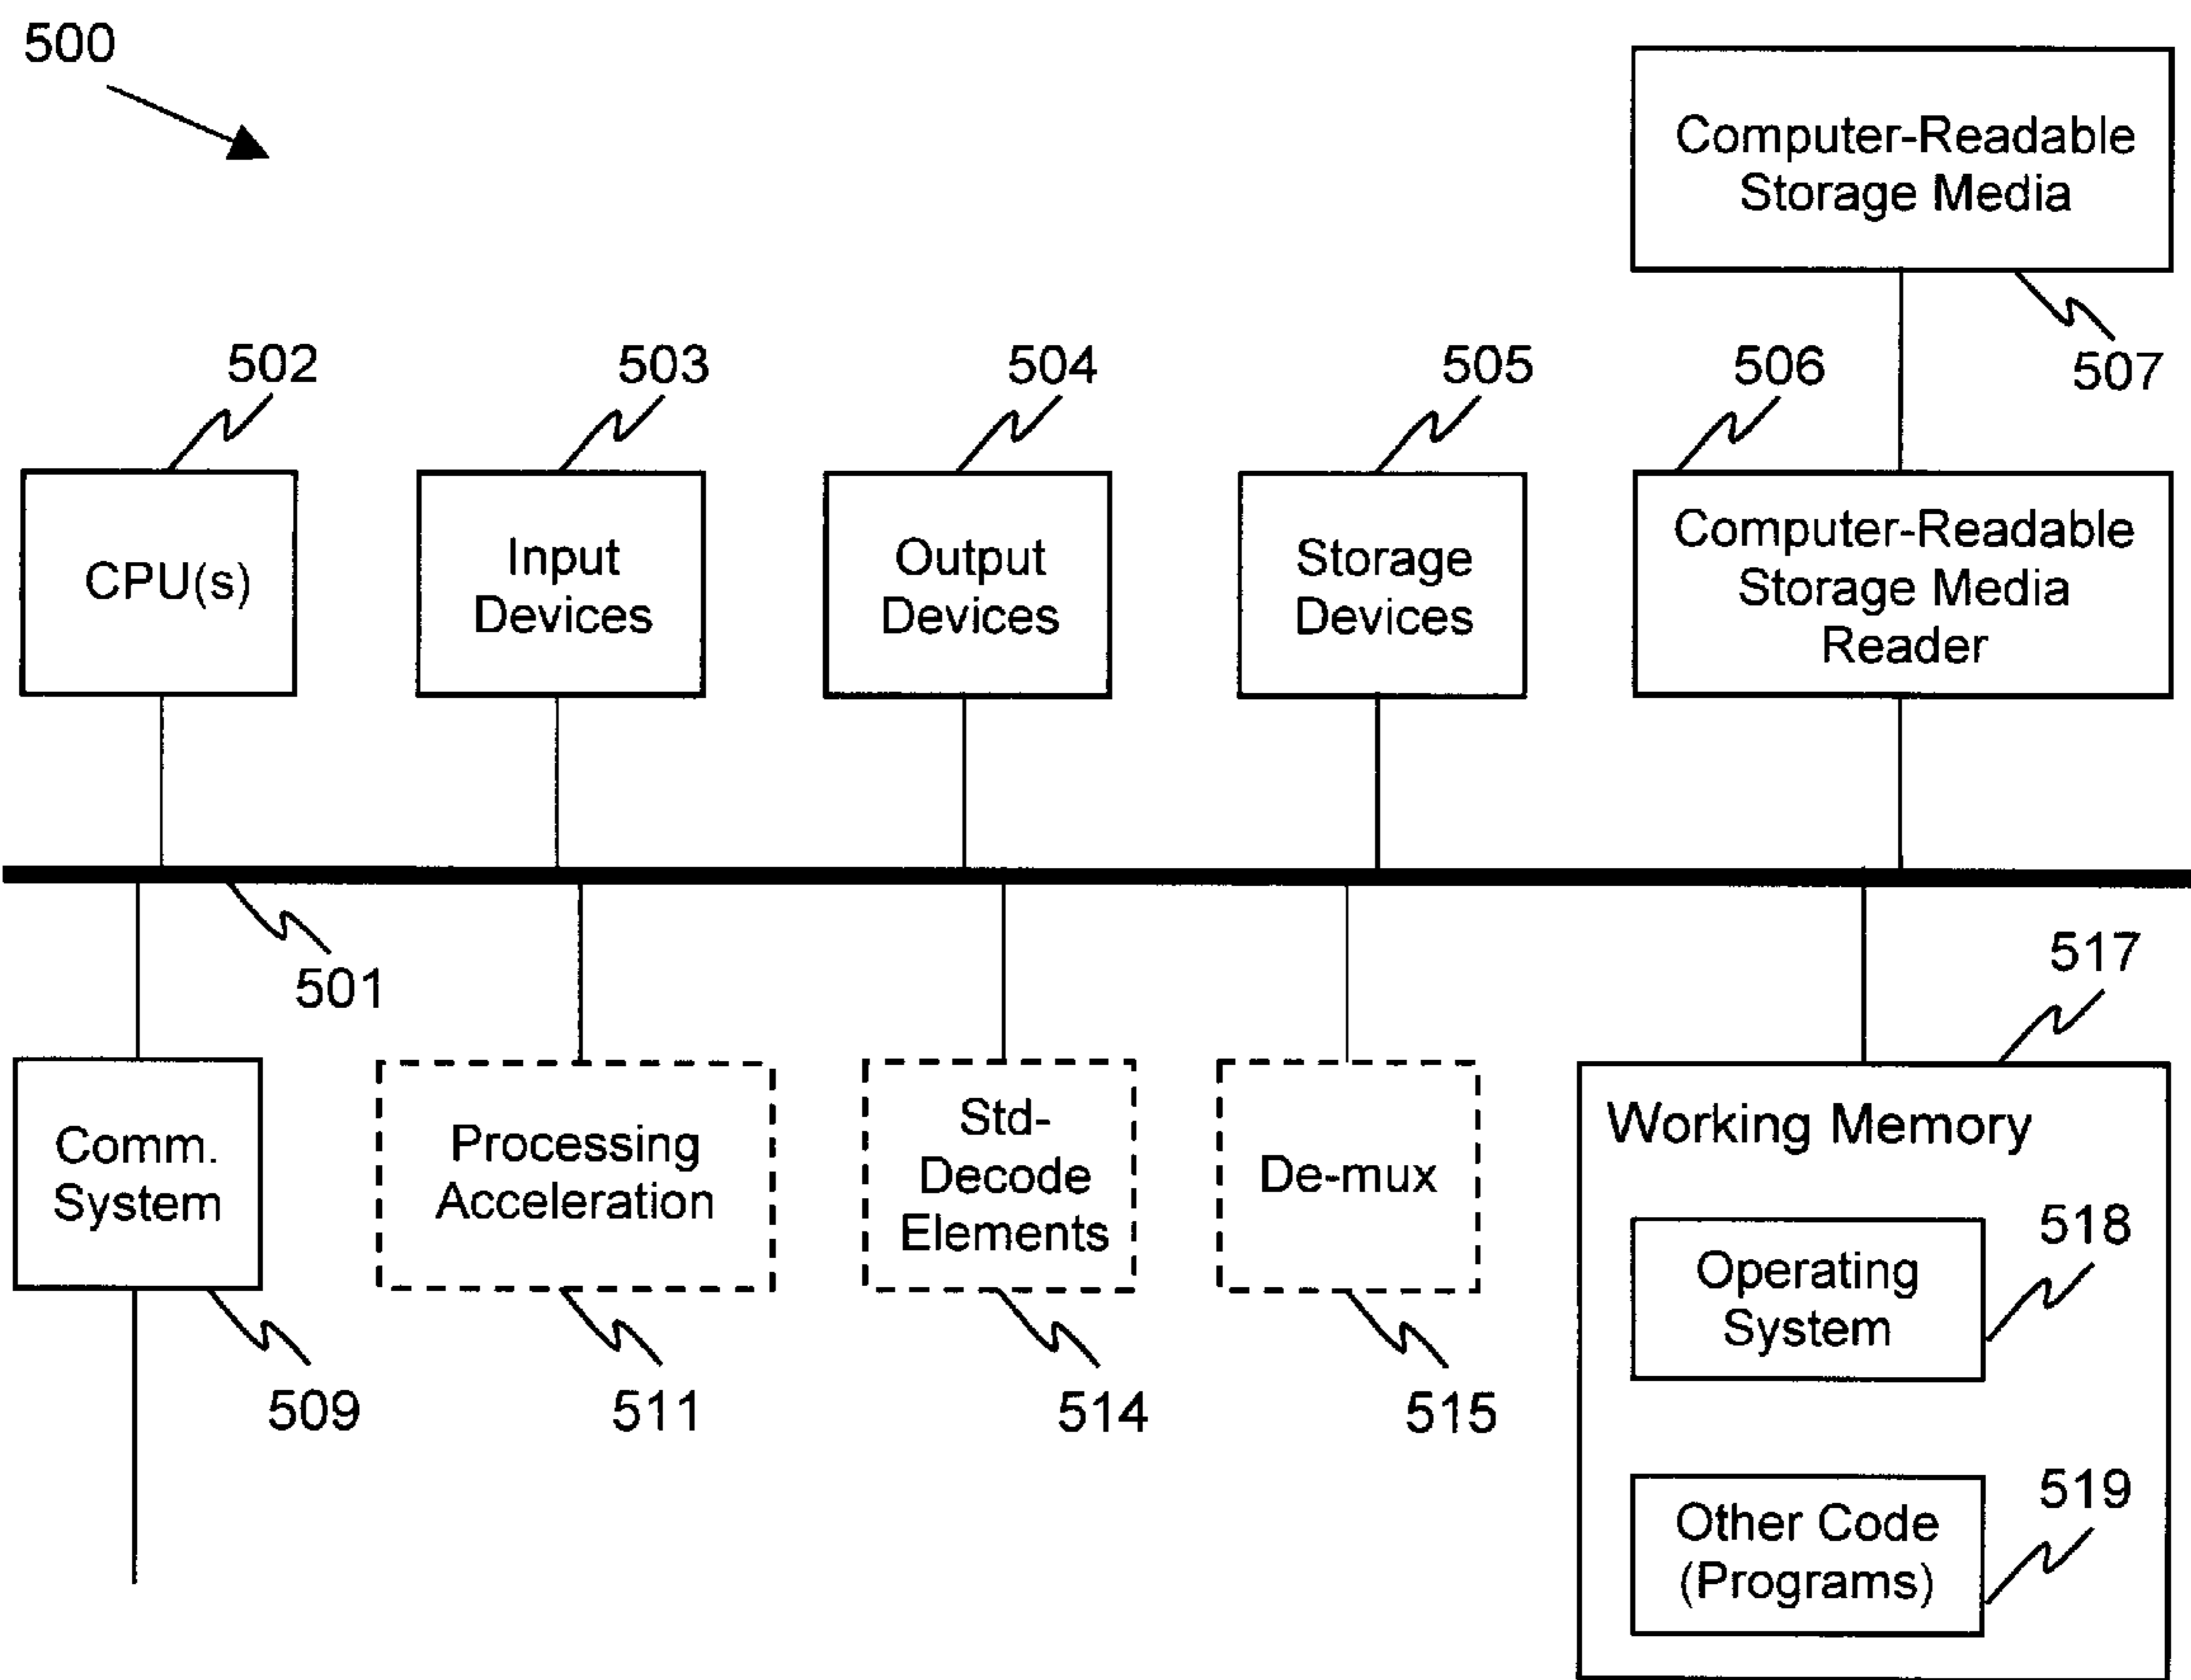 500
Computer-Readable
Storage Media
507
502
503
504
505
506
CPU(s)
Input
Devices
Output
Devices
Storage
Devices
Computer-Readable
Storage Media
Reader
501
517
Comm.
System
Processing
Acceleration
Std-
Decode
Elements
De-mux
Working Memory
Operating
System
518
509
511
514
515
Other Code
(Programs)
519